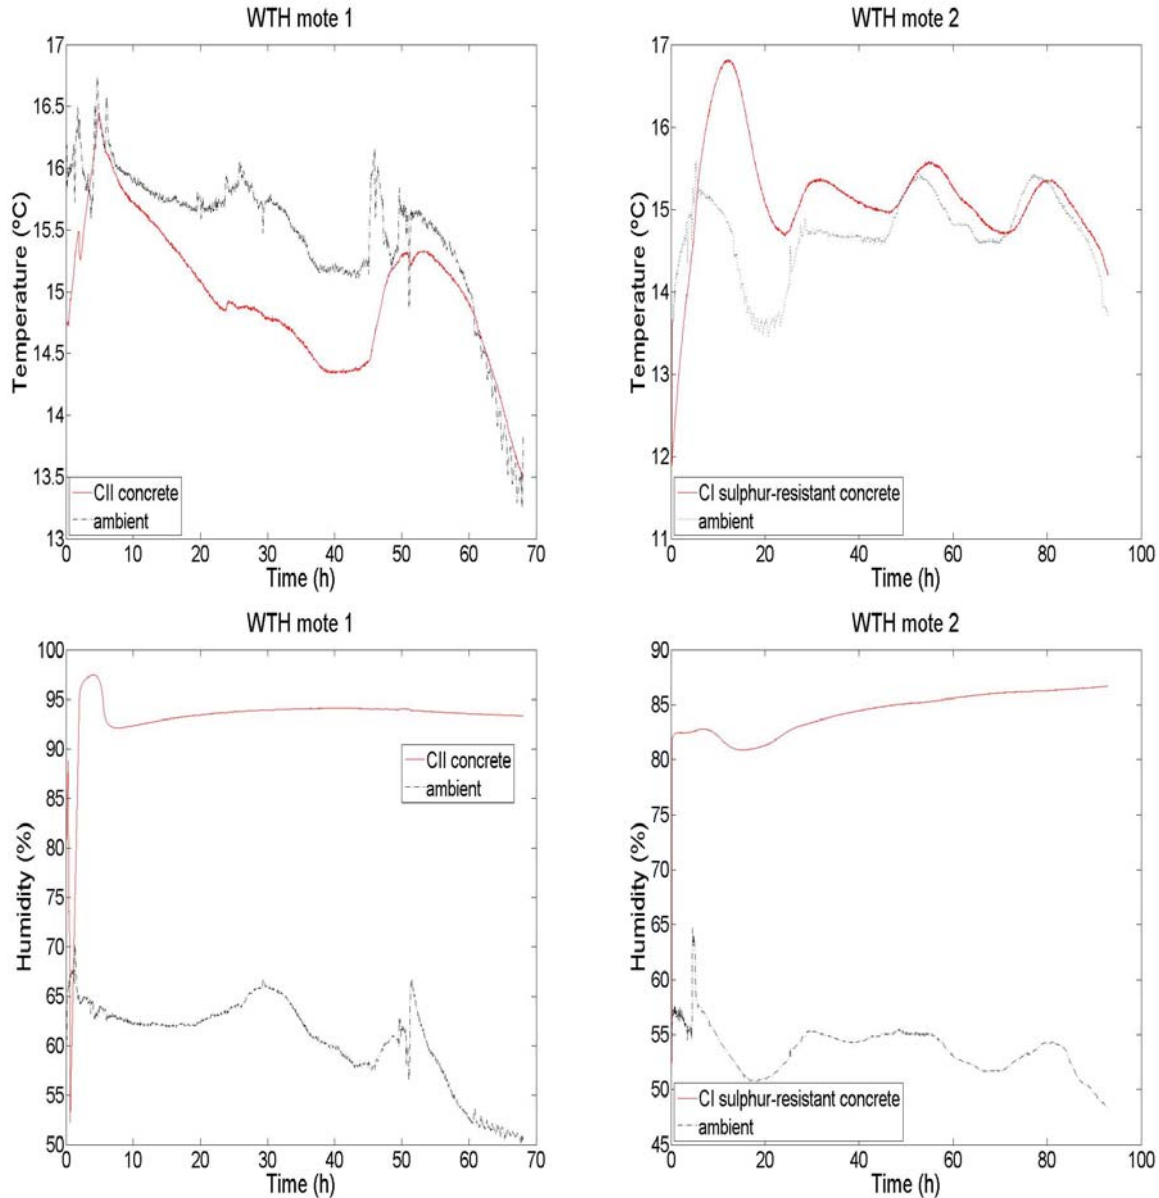 WTH mote 1
17
16.5
16
15.5
15
14.5
14
13.5
13
Temperature (ºC)
CII concrete
ambient
0 10 20 30 40 50 60 70
Time (h)
WTH mote 2
17
16
15
14
13
12
11
Temperature (ºC)
CI sulphur-resistant concrete
ambient
0 20 40 60 80 100
Time (h)
WTH mote 1
100
95
90
85
80
75
70
65
60
55
50
Humidity (%)
CII concrete
ambient
0 10 20 30 40 50 60 70
Time (h)
WTH mote 2
90
85
80
75
70
65
60
55
50
45
Humidity (%)
CI sulphur-resistant concrete
ambient
0 20 40 60 80 100
Time (h)